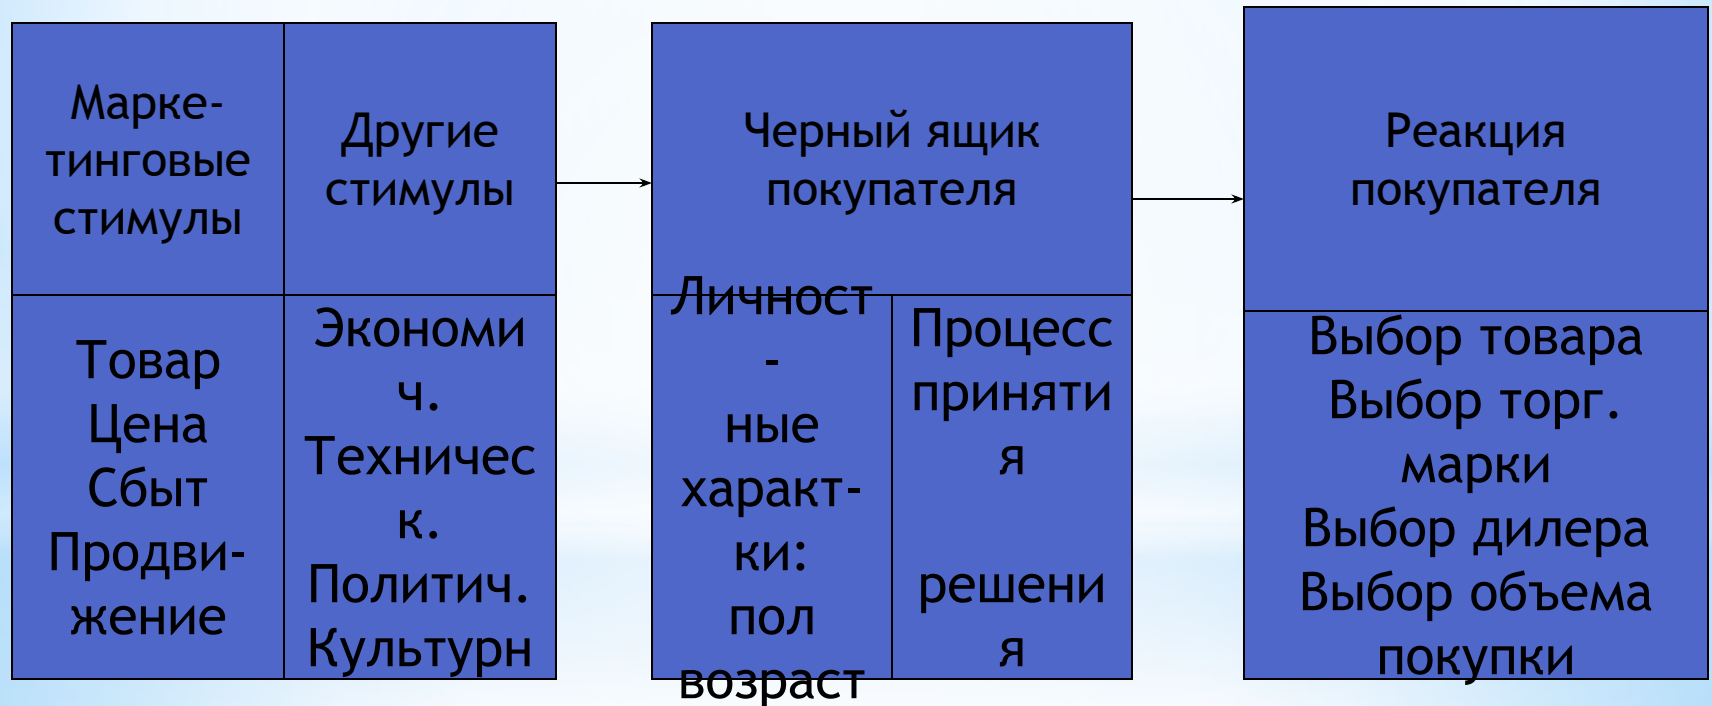 Марке-
тинговые
стимулы
Другие
стимулы
Товар
Цена
Сбыт
Продви-
жение
Экономи
ч.
Техничес
к.
Политич.
Культурн
Черный ящик
покупателя
Личност
-
ные
характ-
ки:
пол
возраст
Процесс
приняти
я
решени
я
Реакция
покупателя
Выбор товара
Выбор торг.
марки
Выбор дилера
Выбор объема
покупки